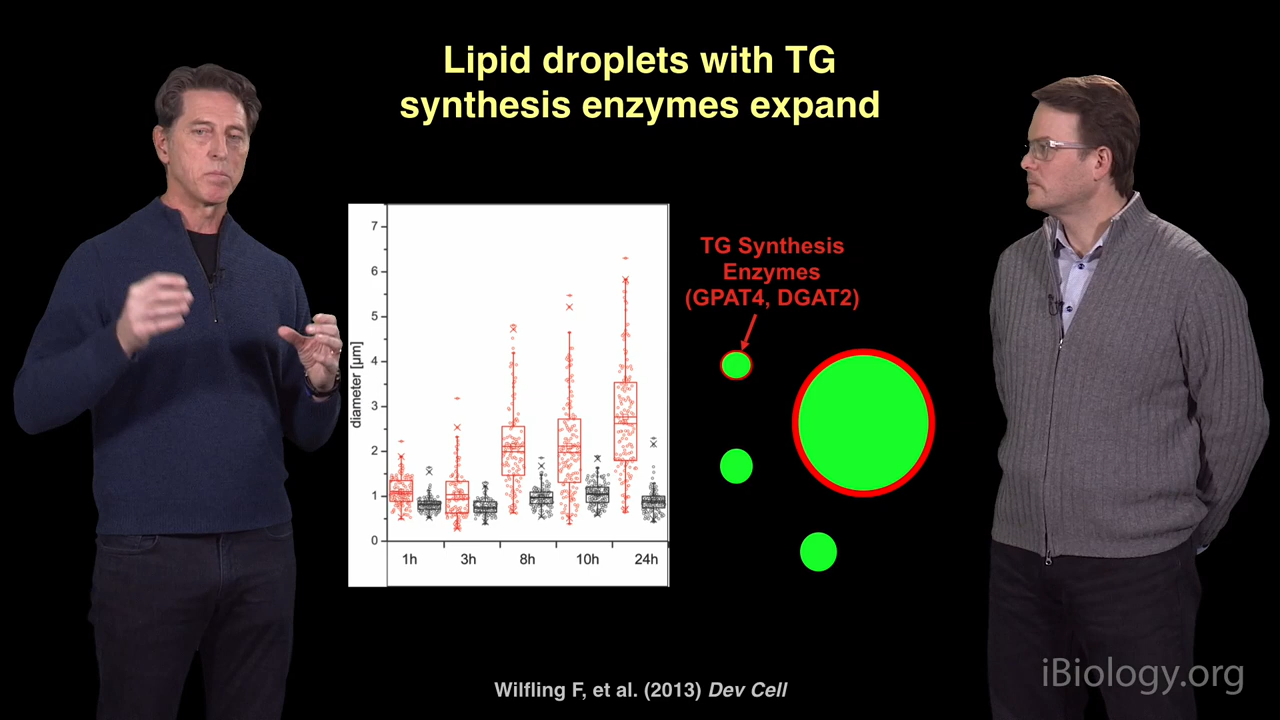 Lipid droplets with TG
synthesis enzymes expand
7
6
5
4
3
2
1
0
diameter [µm]
1h
3h
8h
10h
24h
TG Synthesis
Enzymes
(GPAT4, DGAT2)
Wilfling F, et al. (2013) Dev Cell
iBiology.org